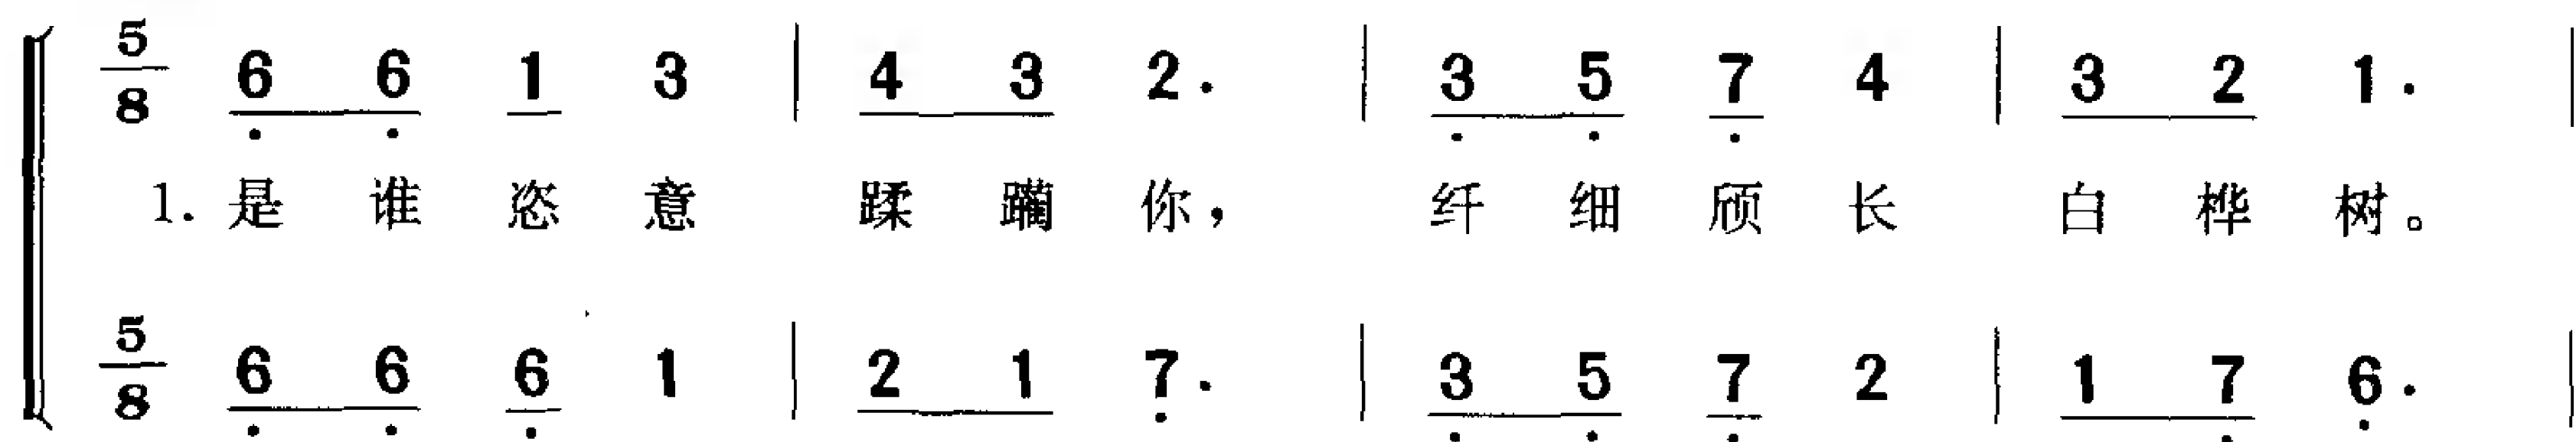 5/8 6 6 1 3 | 4 3 2. | 3 5 7 4 | 3 2 1. |
1. 是谁恣意 蹂躏你， 纤细颀长 白桦树。
5/8 6 6 6 1 | 2 1 7. | 3 5 7 2 | 1 7 6. |